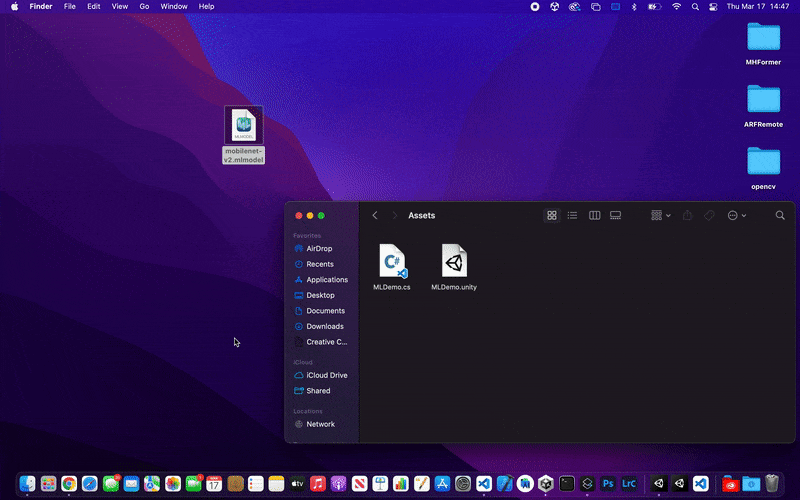 Finder File Edit View Go Window Help
Thu Mar 17 14:47
MHFormer
ARFRemote
opencv
MLMODEL
mobilenet-
v2.mlmodel
Assets
Favorites
AirDrop
Recents
Applications
Desktop
Documents
Downloads
Creative C...
iCloud
iCloud Drive
Shared
Locations
Network
C#
MLDemo.cs
MLDemo.unity
17
tv
Ps
LrC